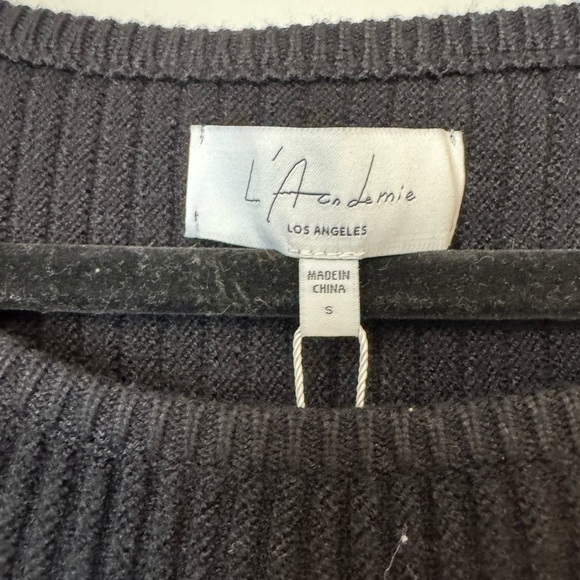 L'Academie
LOS ANGELES
MADE IN
CHINA
S